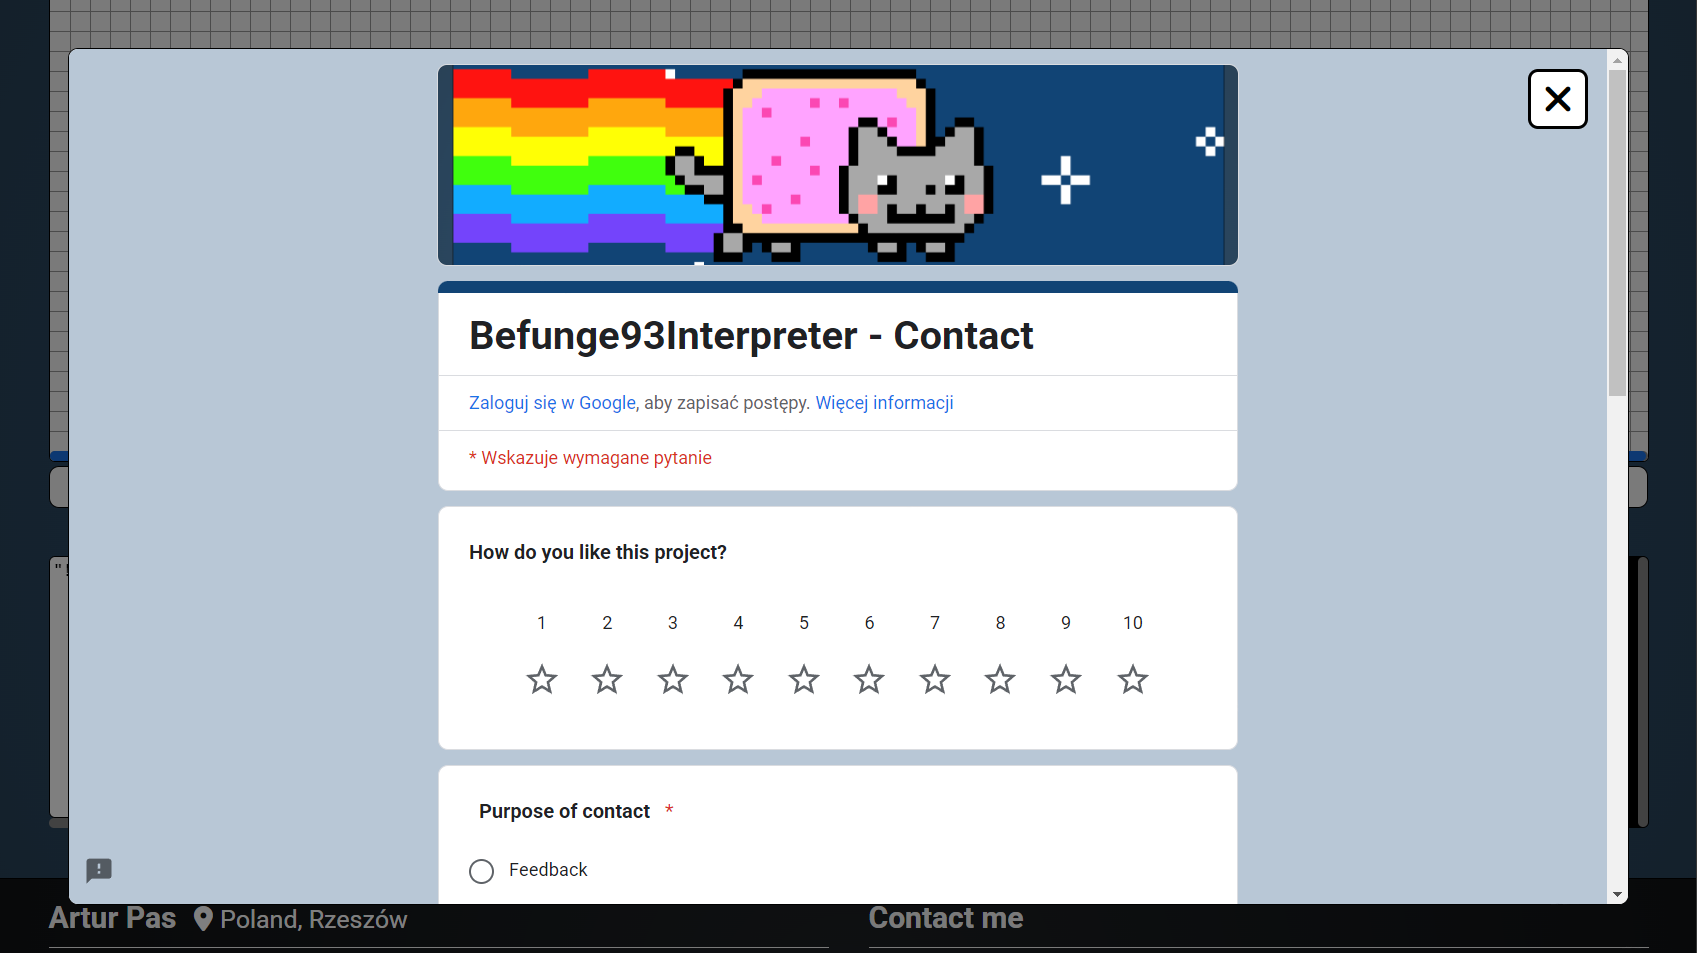 Befunge93Interpreter - Contact
Zaloguj się w Google, aby zapisać postępy. Więcej informacji
* Wskazuje wymagane pytanie
How do you like this project?
1 2 3 4 5 6 7 8 9 10
Purpose of contact *
Feedback
"!
Artur Pas Poland, Rzeszów
Contact me